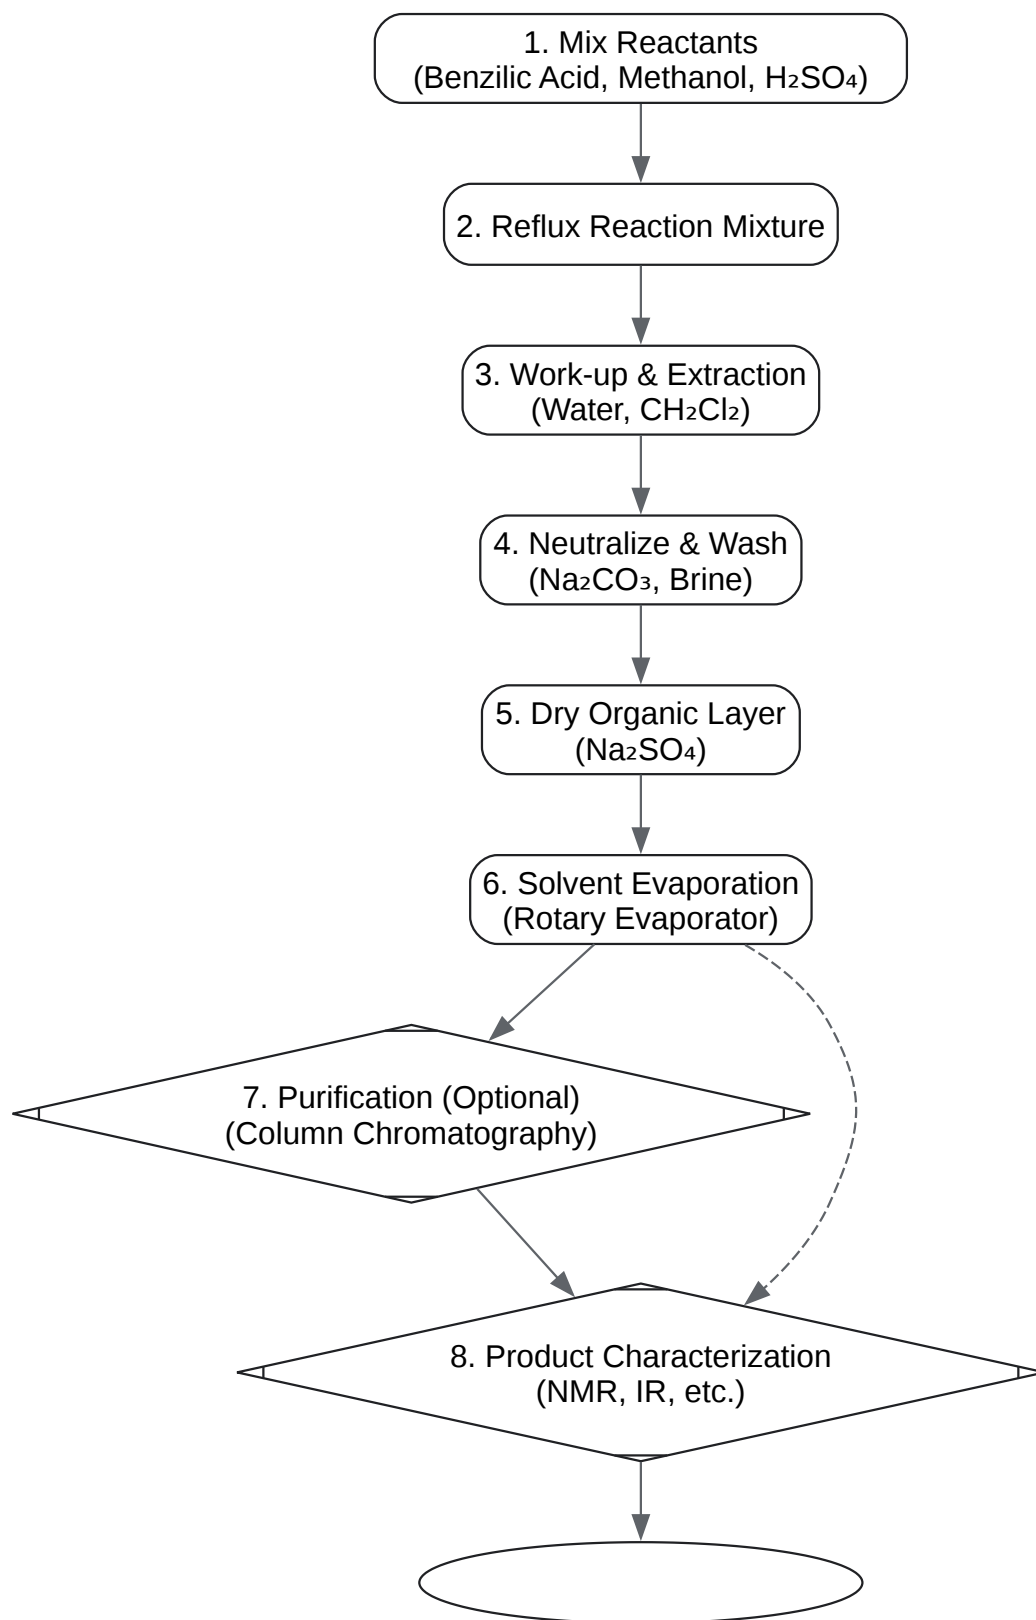 1. Mix Reactants
(Benzilic Acid, Methanol, H₂SO₄)
2. Reflux Reaction Mixture
3. Work-up & Extraction
(Water, CH₂Cl₂)
4. Neutralize & Wash
(Na₂CO₃, Brine)
5. Dry Organic Layer
(Na₂SO₄)
6. Solvent Evaporation
(Rotary Evaporator)
7. Purification (Optional)
(Column Chromatography)
8. Product Characterization
(NMR, IR, etc.)